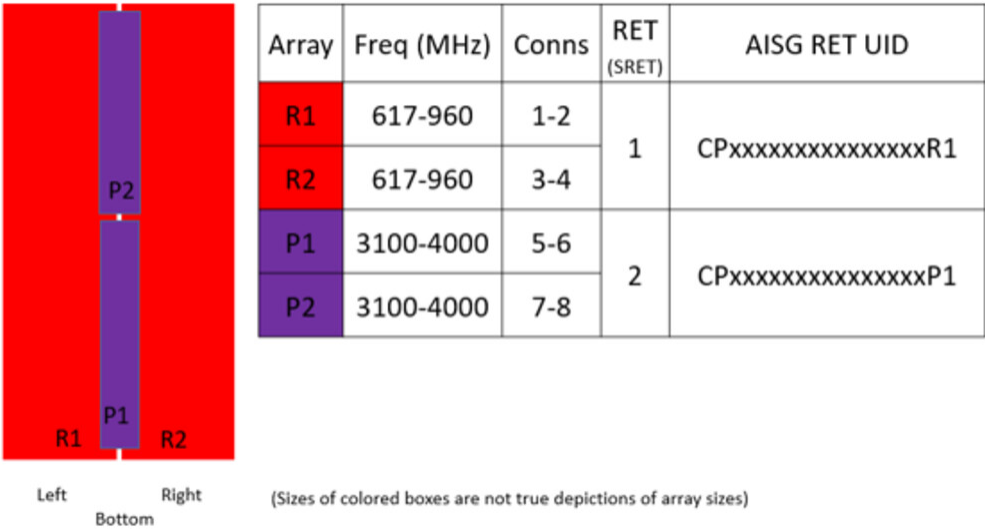 Array Freq (MHz) Conns RET (SRET) AISG RET UID
R1 617-960 1-2 1 CPxxxxxxxxxxxxxxxR1
R2 617-960 3-4
P1 3100-4000 5-6 2 CPxxxxxxxxxxxxxxxP1
P2 3100-4000 7-8
P2
P1
R1 R2
Left Right
Bottom
(Sizes of colored boxes are not true depictions of array sizes)